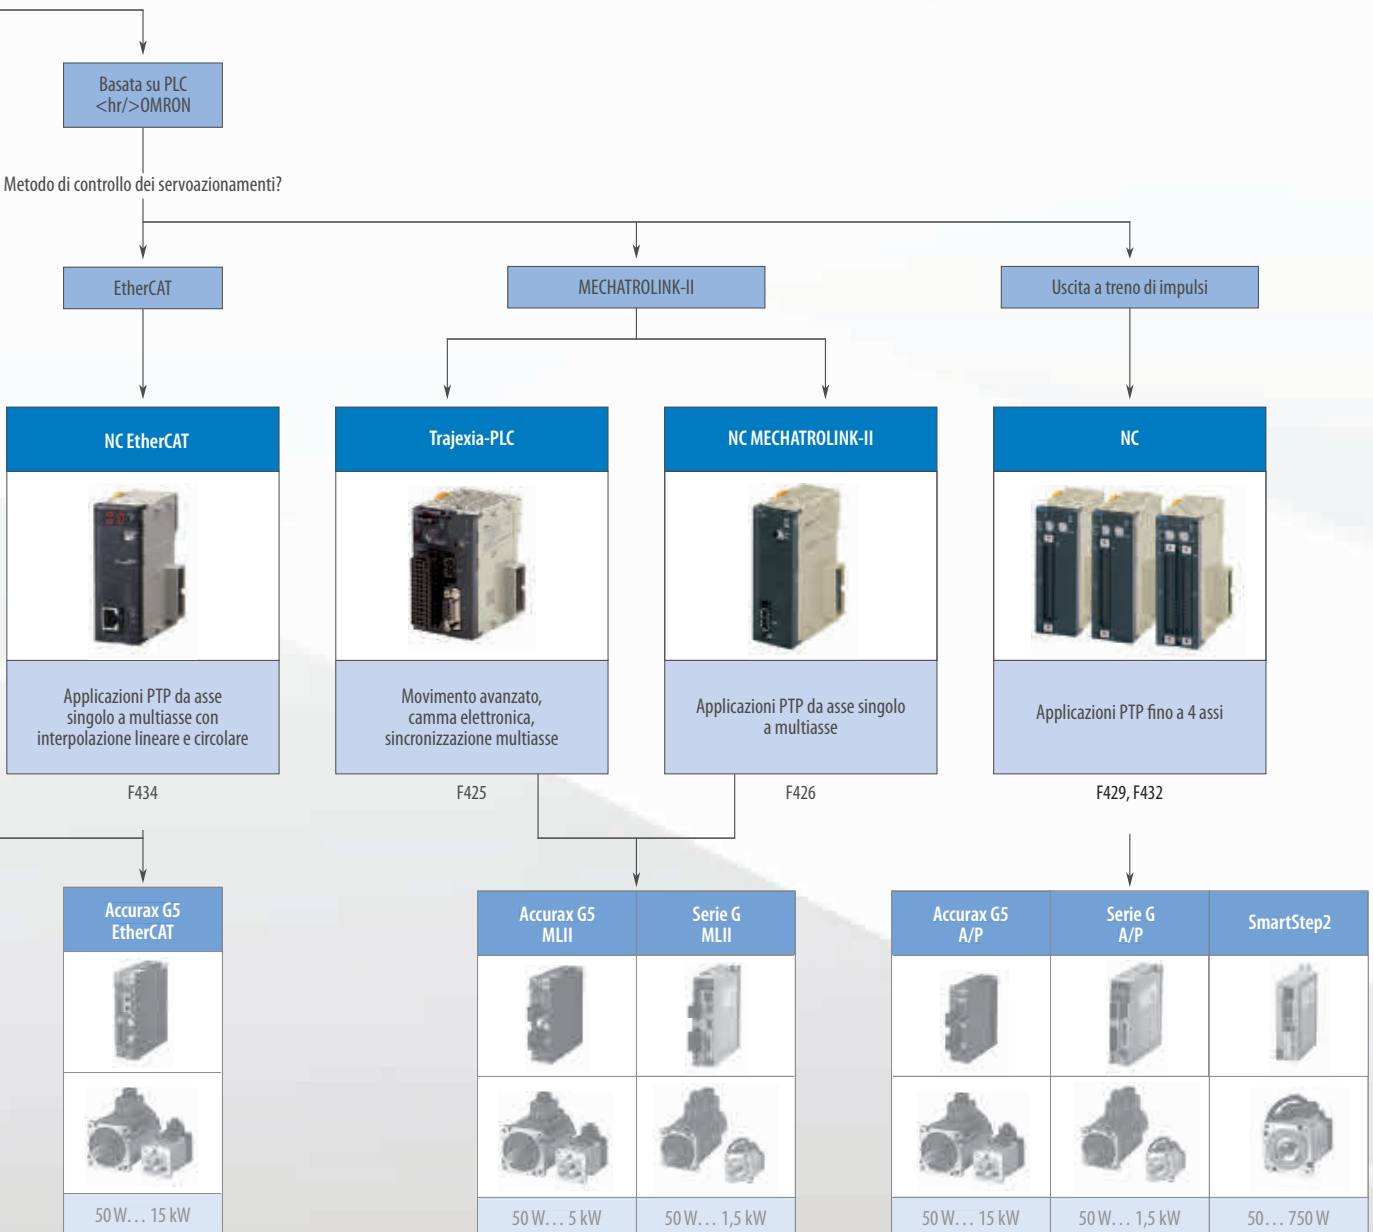 Basata su PLC
<hr/>OMRON
Metodo di controllo dei servoazionamenti?
EtherCAT
MECHATROLINK-II
Uscita a treno di impulsi
NC EtherCAT
Trajexia-PLC
NC MECHATROLINK-II
NC
Applicazioni PTP da asse
singolo a multiasse con
interpolazione lineare e circolare
Movimento avanzato,
camma elettronica,
sincronizzazione multiasse
Applicazioni PTP da asse singolo
a multiasse
Applicazioni PTP fino a 4 assi
F434
F425
F426
F429, F432
Accurax G5
EtherCAT
Accurax G5
MLII
Serie G
MLII
Accurax G5
A/P
Serie G
A/P
SmartStep2
50 W… 15 kW
50 W… 5 kW
50 W… 1,5 kW
50 W… 15 kW
50 W… 1,5 kW
50… 750 W